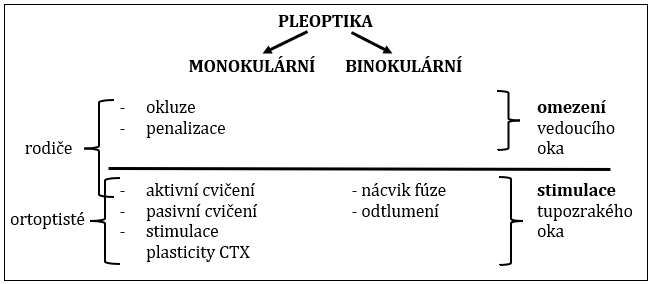 PLEOPTIKA
MONOKULÁRNÍ BINOKULÁRNÍ
- okluze
- penalizace
omezení
vedoucího
oka
rodiče
- aktivní cvičení
- pasivní cvičení
- stimulace
plasticity CTX
- nácvik fúze
- odtlumení
stimulace
tupozrakého
oka
ortoptisté